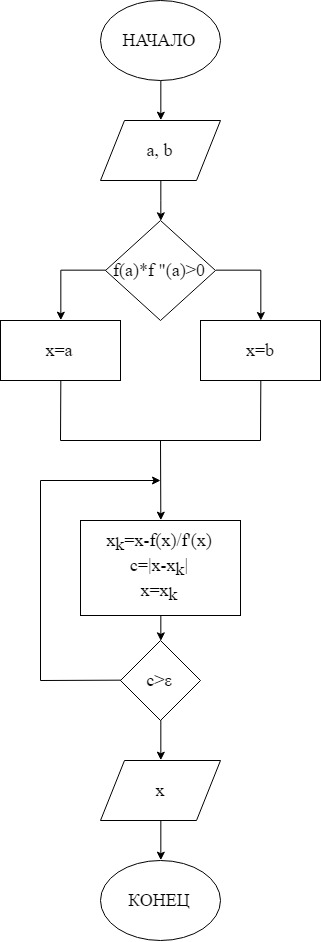 НАЧАЛО
a, b
f(a)*f "(a)>0
x=a
x=b
xk=x-f(x)/f'(x)
c=|x-xk|
x=xk
c>ε
x
КОНЕЦ